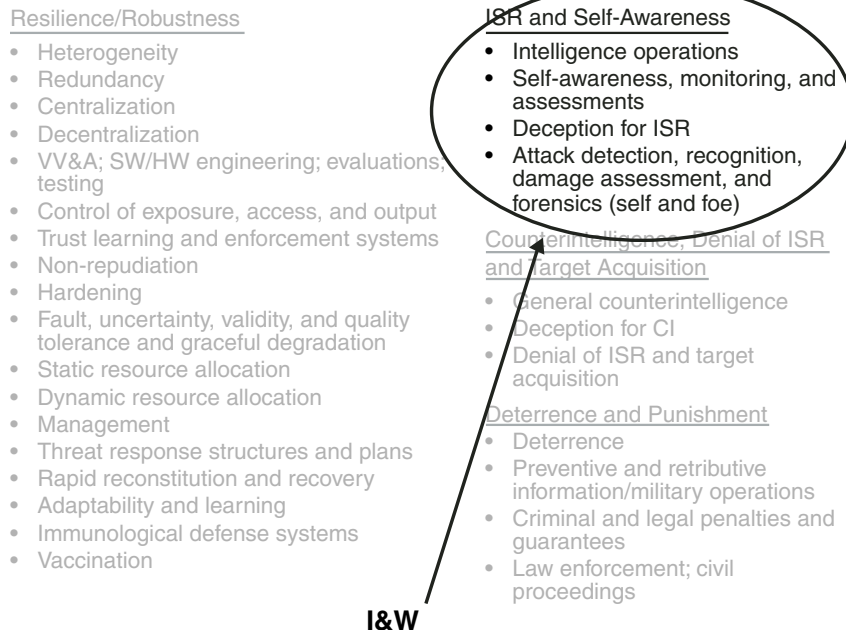 Resilience/Robustness
• Heterogeneity
• Redundancy
• Centralization
• Decentralization
• VV&A; SW/HW engineering; evaluations;
testing
• Control of exposure, access, and output
• Trust learning and enforcement systems
• Non-repudiation
• Hardening
• Fault, uncertainty, validity, and quality
tolerance and graceful degradation
• Static resource allocation
• Dynamic resource allocation
• Management
• Threat response structures and plans
• Rapid reconstitution and recovery
• Adaptability and learning
• Immunological defense systems
• Vaccination
ISR and Self-Awareness
• Intelligence operations
• Self-awareness, monitoring, and
assessments
• Deception for ISR
• Attack detection, recognition,
damage assessment, and
forensics (self and foe)
Counterintelligence, Denial of ISR
and Target Acquisition
• General counterintelligence
• Deception for CI
• Denial of ISR and target
acquisition
Deterrence and Punishment
• Deterrence
• Preventive and retributive
information/military operations
• Criminal and legal penalties and
guarantees
• Law enforcement; civil
proceedings
I&W